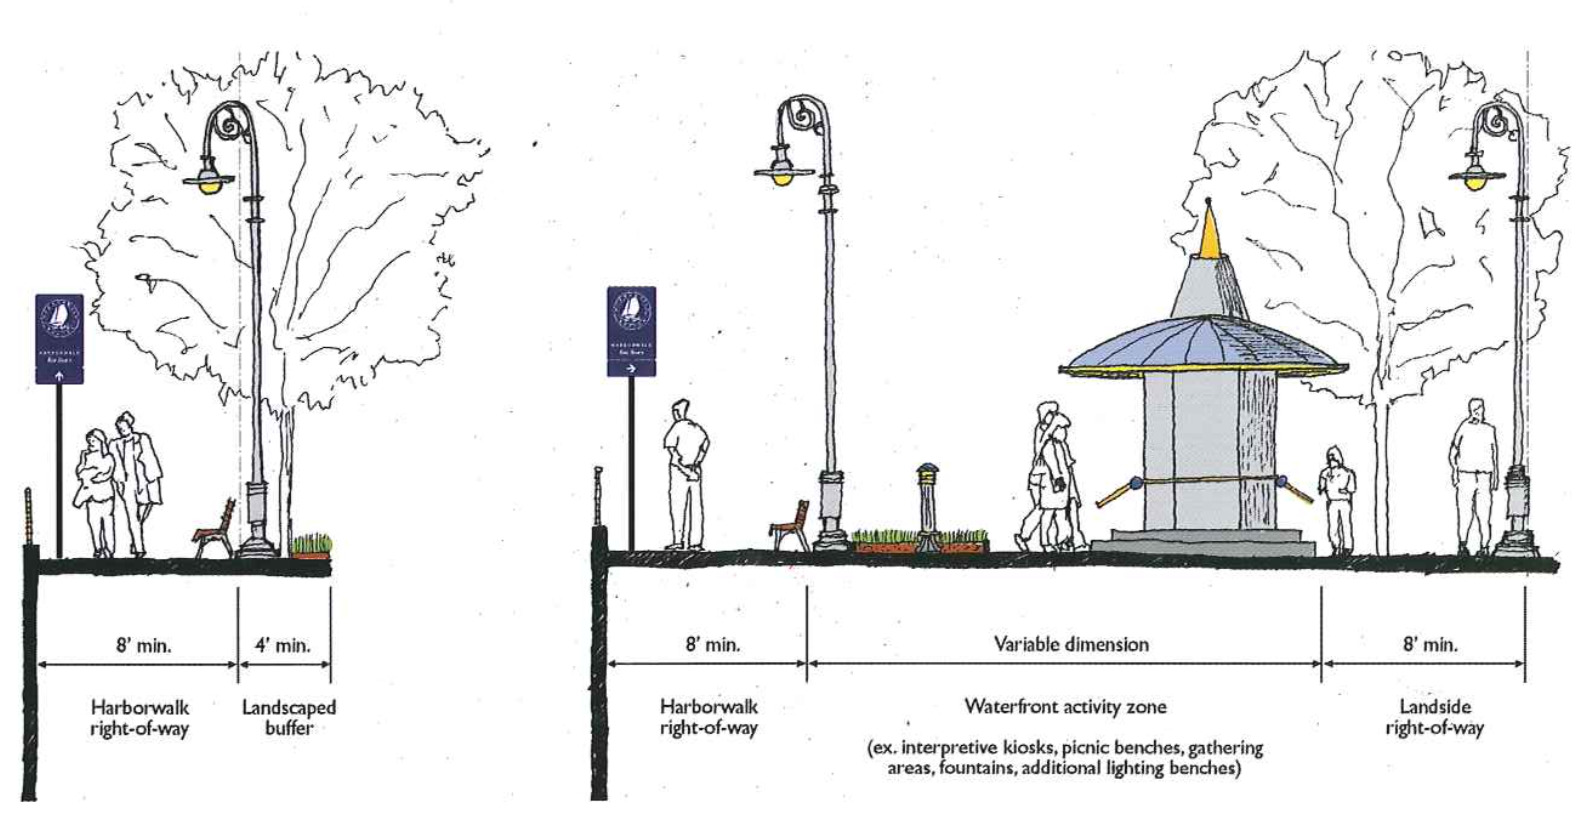 HARBORWALK
8' min.
4' min.
Harborwalk
right-of-way
Landscaped
buffer
HARBORWALK
8' min.
Variable dimension
8' min.
Harborwalk
right-of-way
Waterfront activity zone
(ex. interpretive kiosks, picnic benches, gathering
areas, fountains, additional lighting benches)
Landside
right-of-way